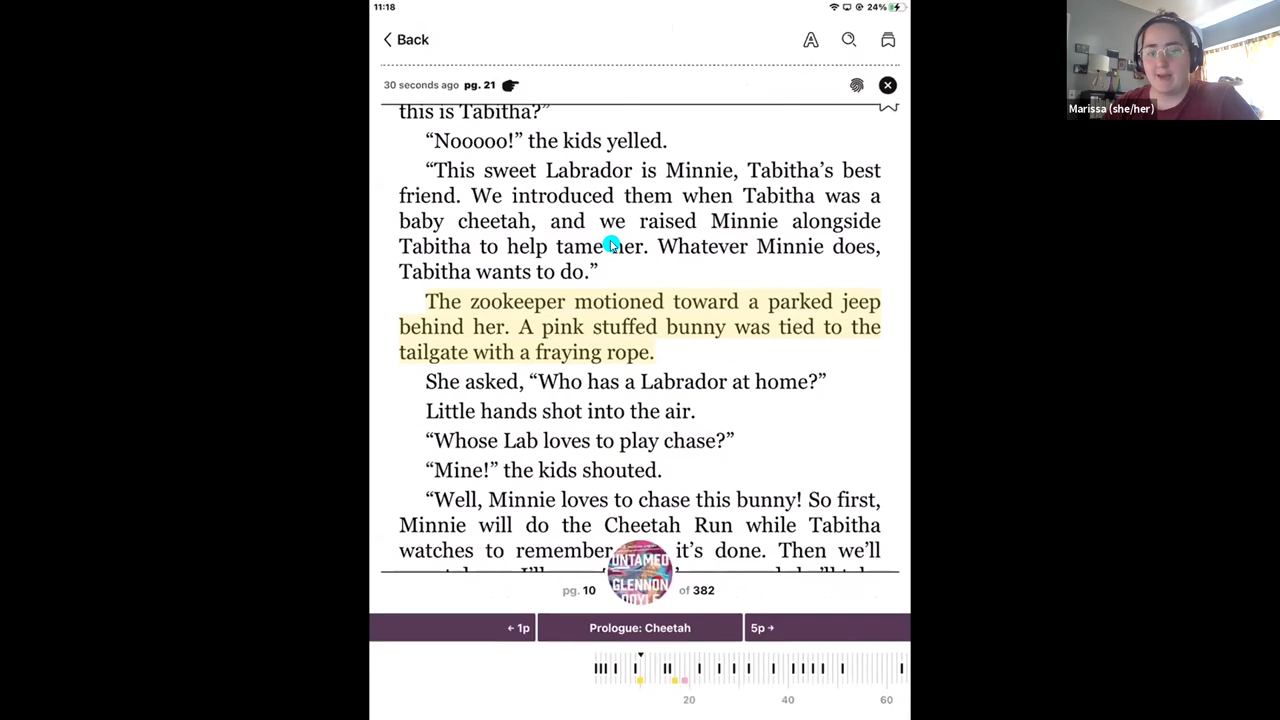 11:18
24%
Back
30 seconds ago pg. 21
this is Tabitha?”
“Nooooo!” the kids yelled.
“This sweet Labrador is Minnie, Tabitha’s best
friend. We introduced them when Tabitha was a
baby cheetah, and we raised Minnie alongside
Tabitha to help tame her. Whatever Minnie does,
Tabitha wants to do.”
The zookeeper motioned toward a parked jeep
behind her. A pink stuffed bunny was tied to the
tailgate with a fraying rope.
She asked, “Who has a Labrador at home?”
Little hands shot into the air.
“Whose Lab loves to play chase?”
“Mine!” the kids shouted.
“Well, Minnie loves to chase this bunny! So first,
Minnie will do the Cheetah Run while Tabitha
watches to remember it’s done. Then we’ll
UNTAMED
GLENNON
DOYLE
pg. 10 of 382
← 1p
Prologue: Cheetah
5p →
20 40 60
Marissa (she/her)